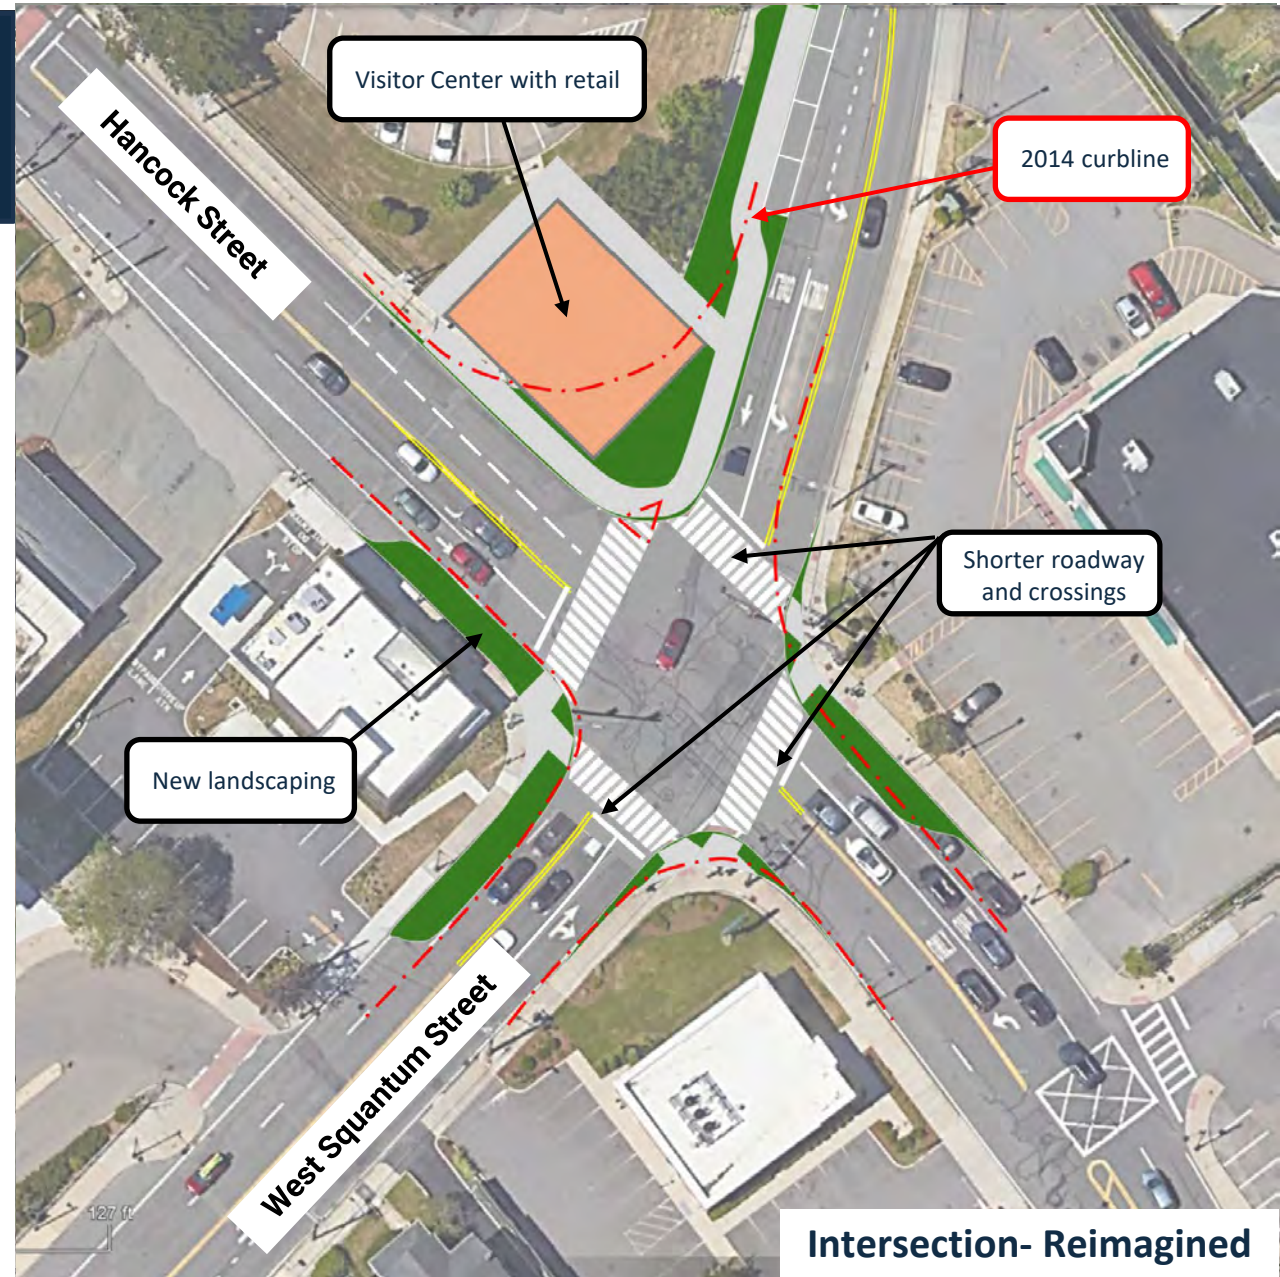 Visitor Center with retail
Hancock Street
2014 curbline
Shorter roadway
and crossings
New landscaping
West Squantum Street
127 ft
Intersection- Reimagined